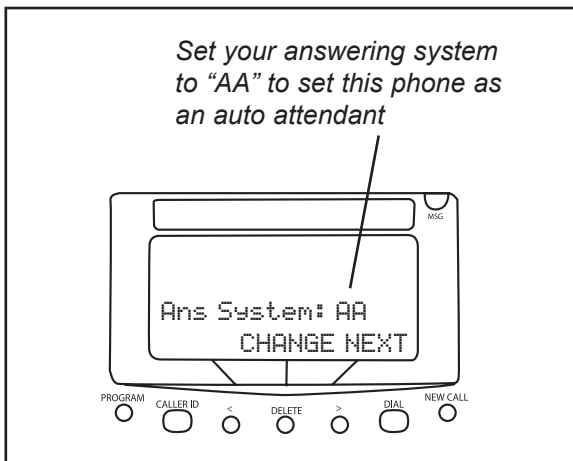 Set your answering system
to “AA” to set this phone as
an auto attendant
MSG
Ans System: AA
CHANGE NEXT
PROGRAM CALLER ID < DELETE > DIAL NEW CALL